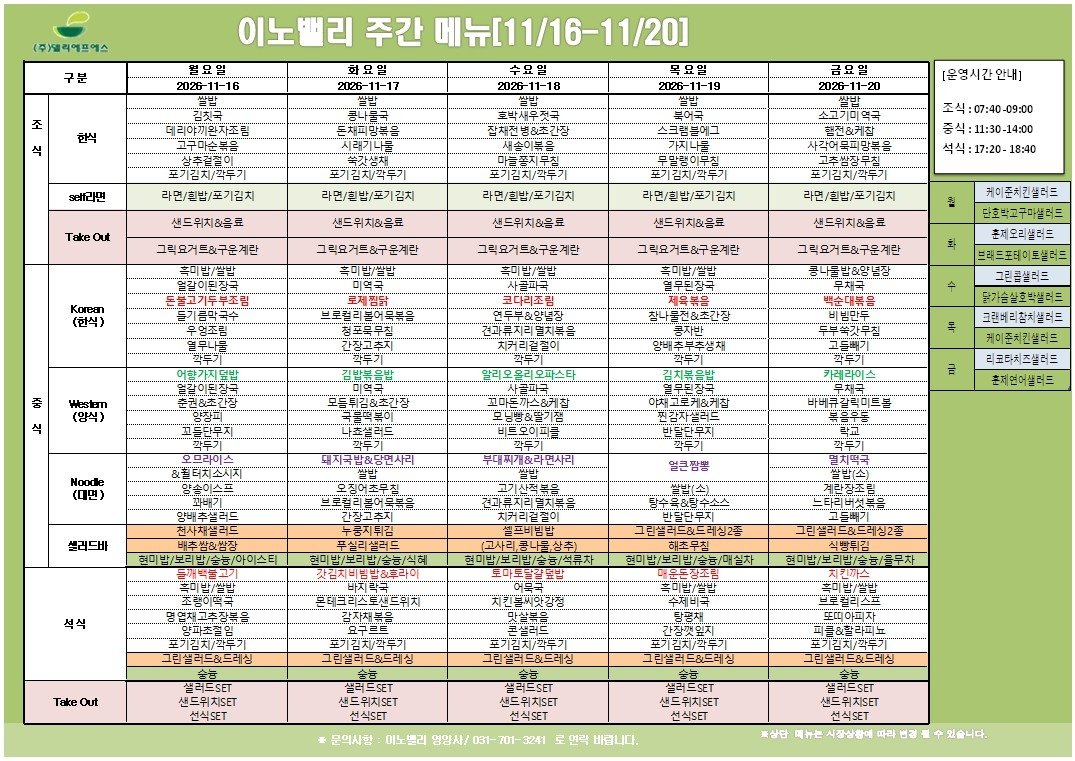 이노밸리 주간 메뉴[11/16-11/20]
(주)델리에프에스
구분 월요일 화요일 수요일 목요일 금요일
2026-11-16 2026-11-17 2026-11-18 2026-11-19 2026-11-20
조식
한식
쌀밥 쌀밥 쌀밥 쌀밥 쌀밥
김칫국 콩나물국 호박새우젓국 북어국 소고기미역국
데리야끼완자조림 돈채피망볶음 잡채전병&초간장 스크램블에그 햄전&케찹
고구마순볶음 시래기나물 새송이볶음 가지나물 사각어묵피망볶음
상추겉절이 쑥갓생채 마늘쫑지무침 무말랭이무침 고추쌈장무침
포기김치/깍두기 포기김치/깍두기 포기김치/깍두기 포기김치/깍두기 포기김치/깍두기
self라면 라면/흰밥/포기김치 라면/흰밥/포기김치 라면/흰밥/포기김치 라면/흰밥/포기김치 라면/흰밥/포기김치
Take Out
샌드위치&음료 샌드위치&음료 샌드위치&음료 샌드위치&음료 샌드위치&음료
그릭요거트&구운계란 그릭요거트&구운계란 그릭요거트&구운계란 그릭요거트&구운계란 그릭요거트&구운계란
중식
Korean
(한식)
흑미밥/쌀밥 흑미밥/쌀밥 흑미밥/쌀밥 흑미밥/쌀밥 콩나물밥&양념장
얼갈이된장국 미역국 사골파국 열무된장국 무채국
돈불고기두부조림 로제찜닭 코다리조림 제육볶음 백순대볶음
들기름막국수 브로컬리볼어묵볶음 연두부&양념장 참나물전&초간장 비빔만두
우엉조림 청포묵무침 견과류지리멸치볶음 콩자반 두부쑥갓무침
열무나물 간장고추지 치커리겉절이 양배추부추생채 고들빼기
깍두기 깍두기 깍두기 깍두기 깍두기
Western
(양식)
어향가지덮밥 김밥볶음밥 알리오올리오파스타 김치볶음밥 카레라이스
얼갈이된장국 미역국 사골파국 열무된장국 무채국
춘권&초간장 모듬튀김&초간장 꼬마돈까스&케찹 야채고로케&케찹 바베큐갈릭미트볼
양장피 국물떡볶이 모닝빵&딸기잼 찐감자샐러드 볶음우동
꼬들단무지 나쵸샐러드 비트오이피클 반달단무지 락교
깍두기 깍두기 깍두기 깍두기 깍두기
Noodle
(대면)
오므라이스 돼지국밥&당면사리 부대찌개&라면사리 얼큰짬뽕 멸치떡국
&칠터치소시지 쌀밥 쌀밥 쌀밥(소)
양송이스프 오징어초무침 고기산적볶음 쌀밥(소) 계란장조림
꽈배기 브로컬리볼어묵볶음 견과류지리멸치볶음 탕수육&탕수소스 느타리버섯볶음
양배추샐러드 간장고추지 치커리겉절이 반달단무지 고들빼기
샐러드바
천사채샐러드 누룽지튀김 셀프비빔밥 그린샐러드&드레싱2종 그린샐러드&드레싱2종
배추쌈&쌈장 푸실리샐러드 (고사리,콩나물,상추) 해초무침 식빵튀김
현미밥/보리밥/숭늉/아이스티 현미밥/보리밥/숭늉/식혜 현미밥/보리밥/숭늉/석류차 현미밥/보리밥/숭늉/매실차 현미밥/보리밥/숭늉/율무차
석식
들깨백불고기 갓김치비빔밥&후라이 토마토달걀덮밥 매운돈장조림 치킨까스
흑미밥/쌀밥 바지락국 어묵국 흑미밥/쌀밥 흑미밥/쌀밥
조랭이떡국 몬테크리스토샌드위치 치킨볼씨앗강정 수제비국 브로컬리스프
명엽채고추장볶음 감자채볶음 맛살볶음 탕평채 또띠아피자
양파초절임 요구르트 콘샐러드 간장깻잎지 피클&할라피뇨
포기김치/깍두기 포기김치/깍두기 포기김치/깍두기 포기김치/깍두기 포기김치/깍두기
그린샐러드&드레싱 그린샐러드&드레싱 그린샐러드&드레싱 그린샐러드&드레싱 그린샐러드&드레싱
숭늉 숭늉 숭늉 숭늉 숭늉
Take Out
샐러드SET 샐러드SET 샐러드SET 샐러드SET 샐러드SET
샌드위치SET 샌드위치SET 샌드위치SET 샌드위치SET 샌드위치SET
선식SET 선식SET 선식SET 선식SET 선식SET
[운영시간 안내]
조식 : 07:40 -09:00
중식 : 11:30 -14:00
석식 : 17:20 - 18:40
월 케이준치킨샐러드
단호박고구마샐러드
화 훈제오리샐러드
브래드포테이토샐러드
수 그린콥샐러드
닭가슴살호박샐러드
목 크랜베리참치샐러드
케이준치킨샐러드
금 리코타치즈샐러드
훈제연어샐러드
※ 문의사항 : 이노밸리 영양사/ 031-701-3241 로 연락 바랍니다.
※상단 메뉴는 시장상황에 따라 변경 될 수 있습니다.